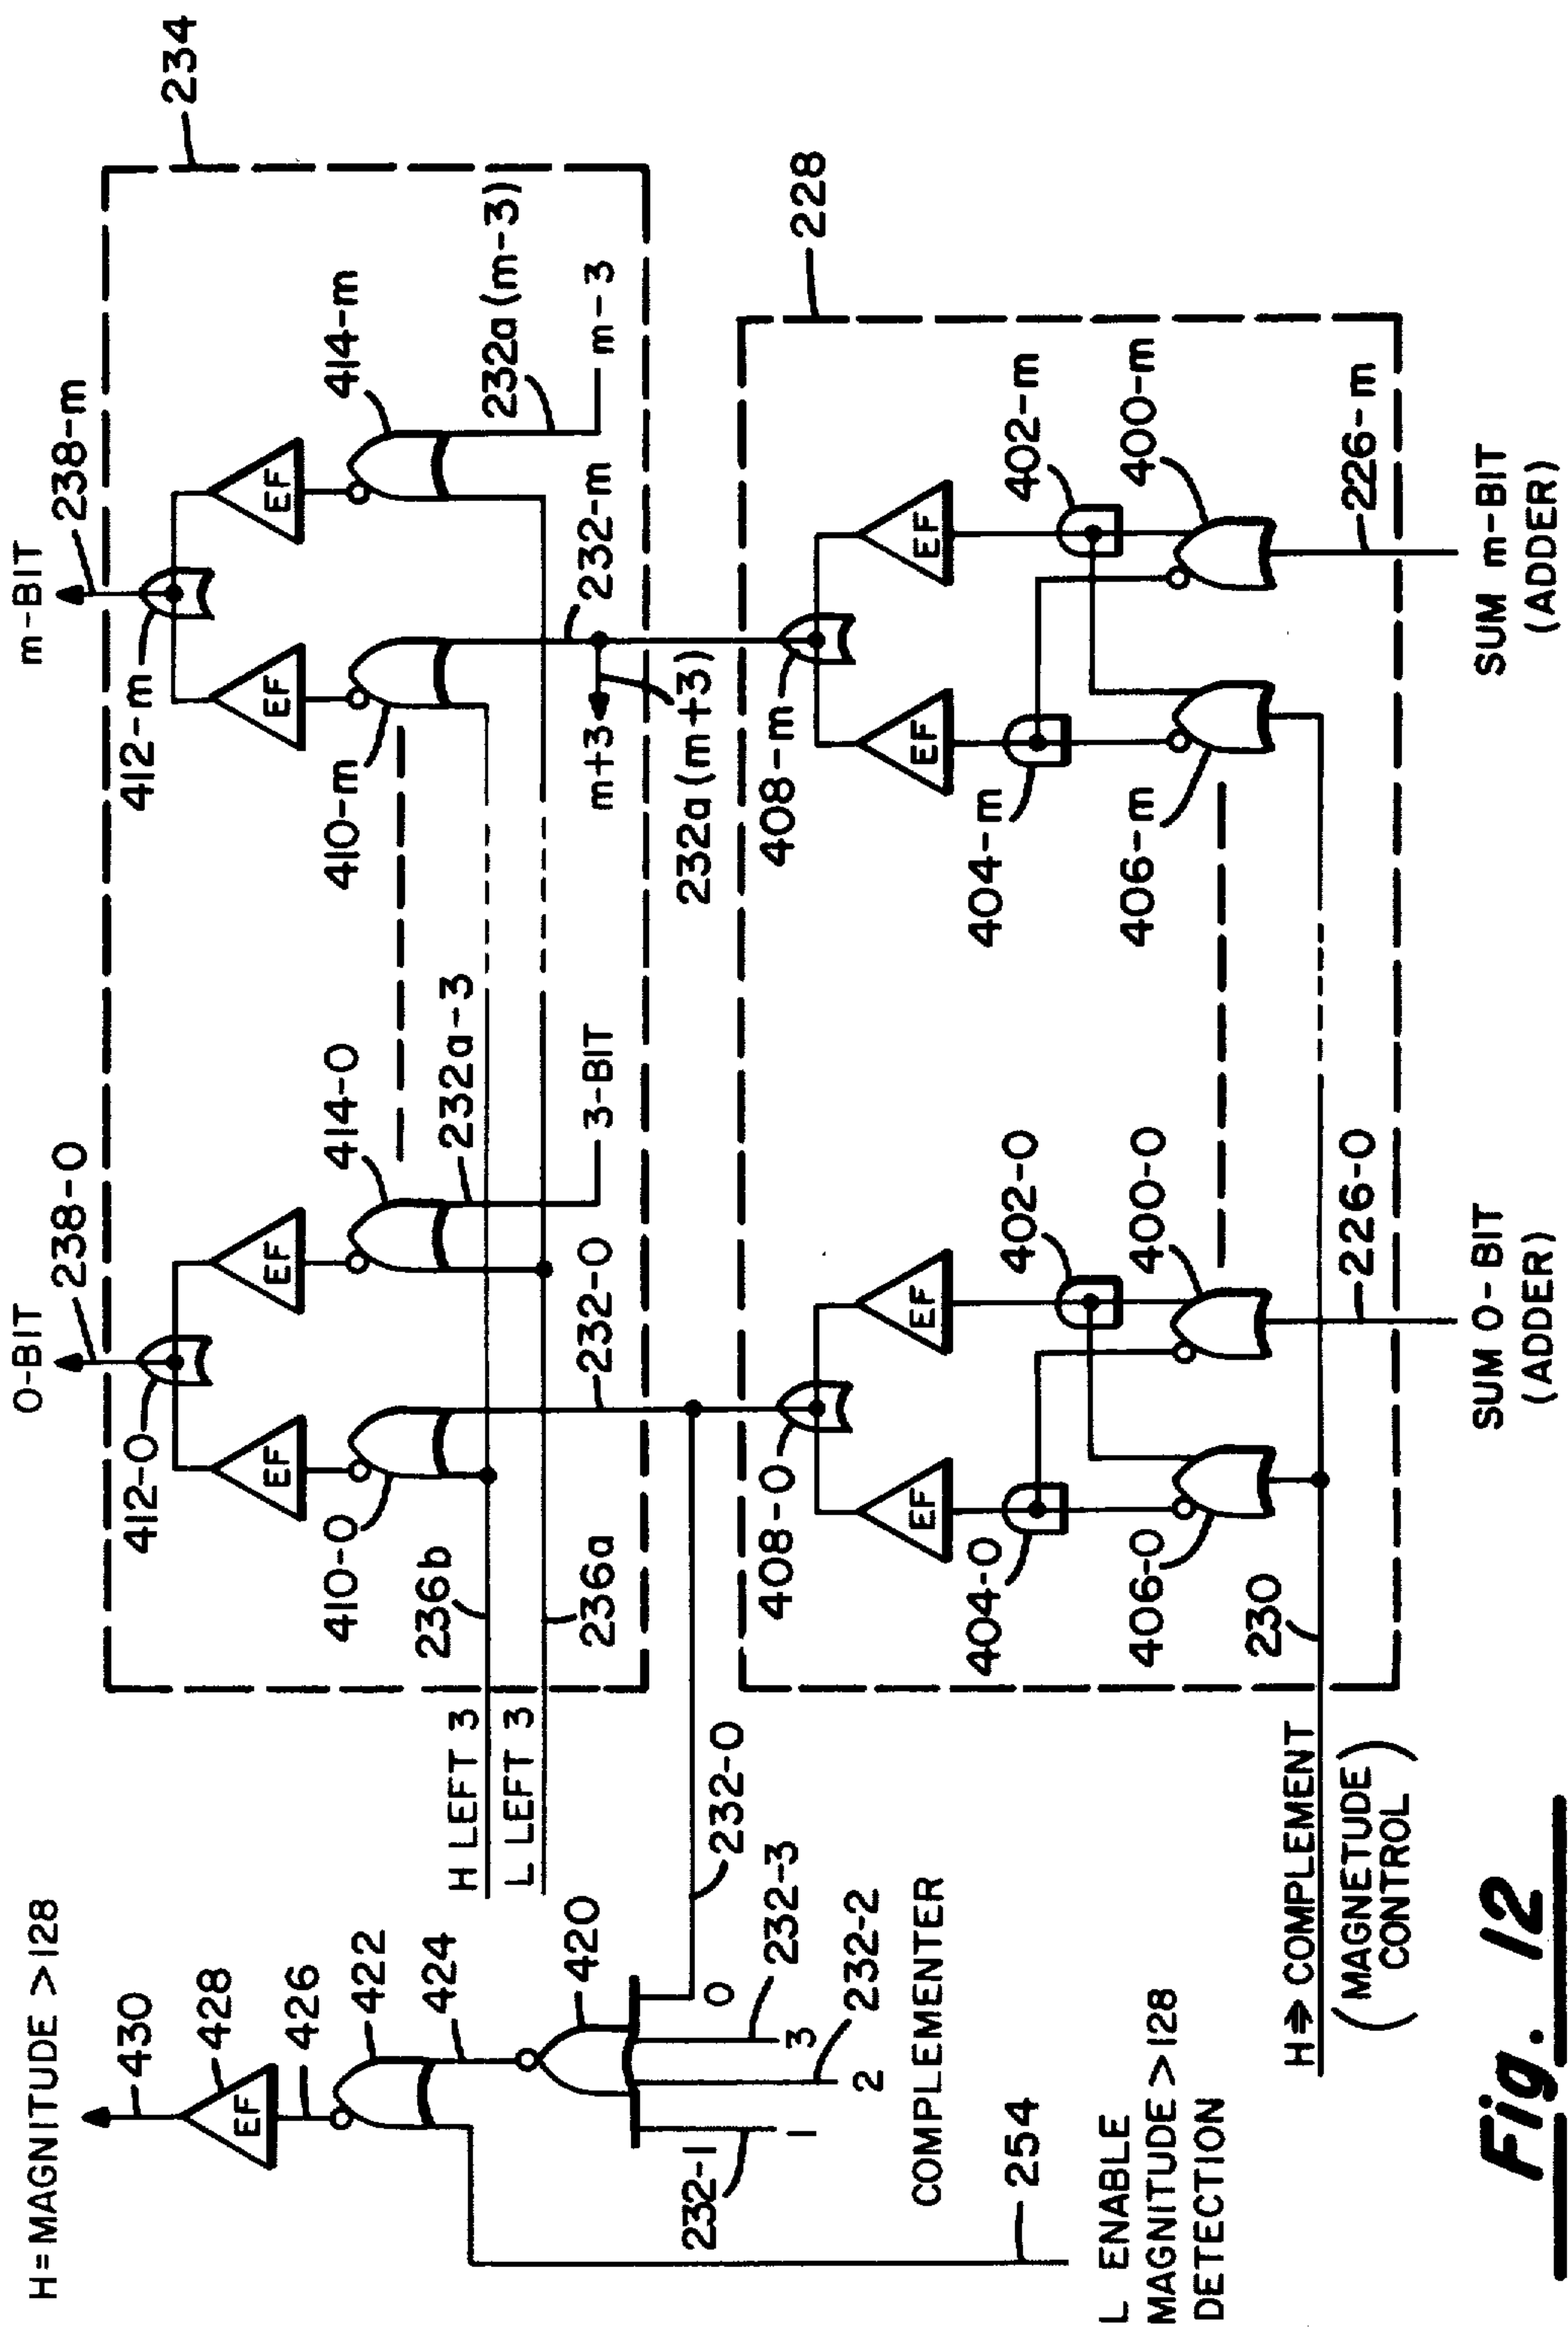 H=MAGNITUDE >128
430
428
EF
426
422
424
420
0
3
232-3
2
232-2
1
232-1
COMPLEMENTER
254
L ENABLE
MAGNITUDE >128
DETECTION
232-0
O-BIT
238-0
412-0
EF
EF
410-0
414-0
236b
H LEFT 3
L LEFT 3
236a
232a-3
232-0
3-BIT
m-BIT
238-m
234
412-m
EF
EF
410-m
414-m
232-m
232a (m-3)
m-3
m+3
232a (m+3)
228
408-0
EF
EF
404-0
402-0
406-0
400-0
230
H⇒COMPLEMENT
(MAGNETUDE
CONTROL)
226-0
SUM O-BIT
(ADDER)
408-m
EF
EF
404-m
402-m
406-m
400-m
226-m
SUM m-BIT
(ADDER)
Fig. 12